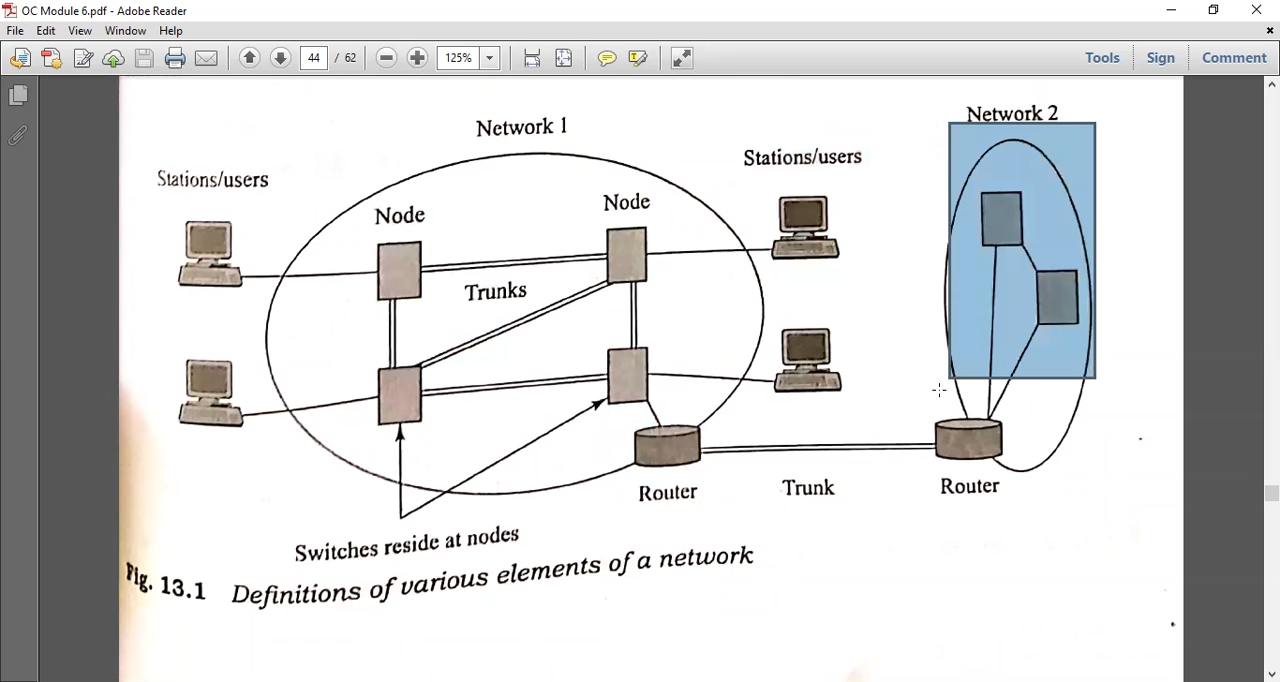 OC Module 6.pdf - Adobe Reader
File Edit View Window Help
44 / 62
125%
Tools Sign Comment
Network 1
Network 2
Stations/users
Stations/users
Node
Node
Trunks
Router
Trunk
Router
Switches reside at nodes
Fig. 13.1 Definitions of various elements of a network